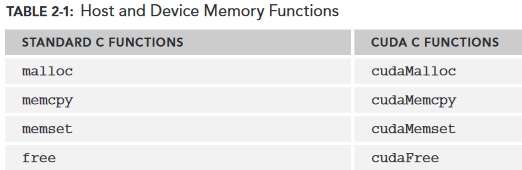 TABLE 2-1: Host and Device Memory Functions
STANDARD C FUNCTIONS CUDA C FUNCTIONS
malloc cudaMalloc
memcpy cudaMemcpy
memset cudaMemset
free cudaFree